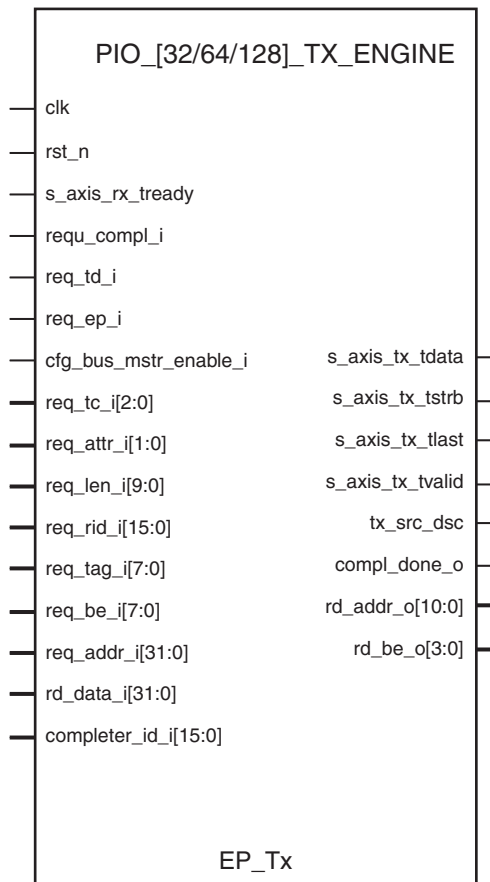 PIO_[32/64/128]_TX_ENGINE
clk
rst_n
s_axis_rx_tready
requ_compl_i
req_td_i
req_ep_i
cfg_bus_mstr_enable_i
req_tc_i[2:0]
req_attr_i[1:0]
req_len_i[9:0]
req_rid_i[15:0]
req_tag_i[7:0]
req_be_i[7:0]
req_addr_i[31:0]
rd_data_i[31:0]
completer_id_i[15:0]
s_axis_tx_tdata
s_axis_tx_tstrb
s_axis_tx_tlast
s_axis_tx_tvalid
tx_src_dsc
compl_done_o
rd_addr_o[10:0]
rd_be_o[3:0]
EP_Tx